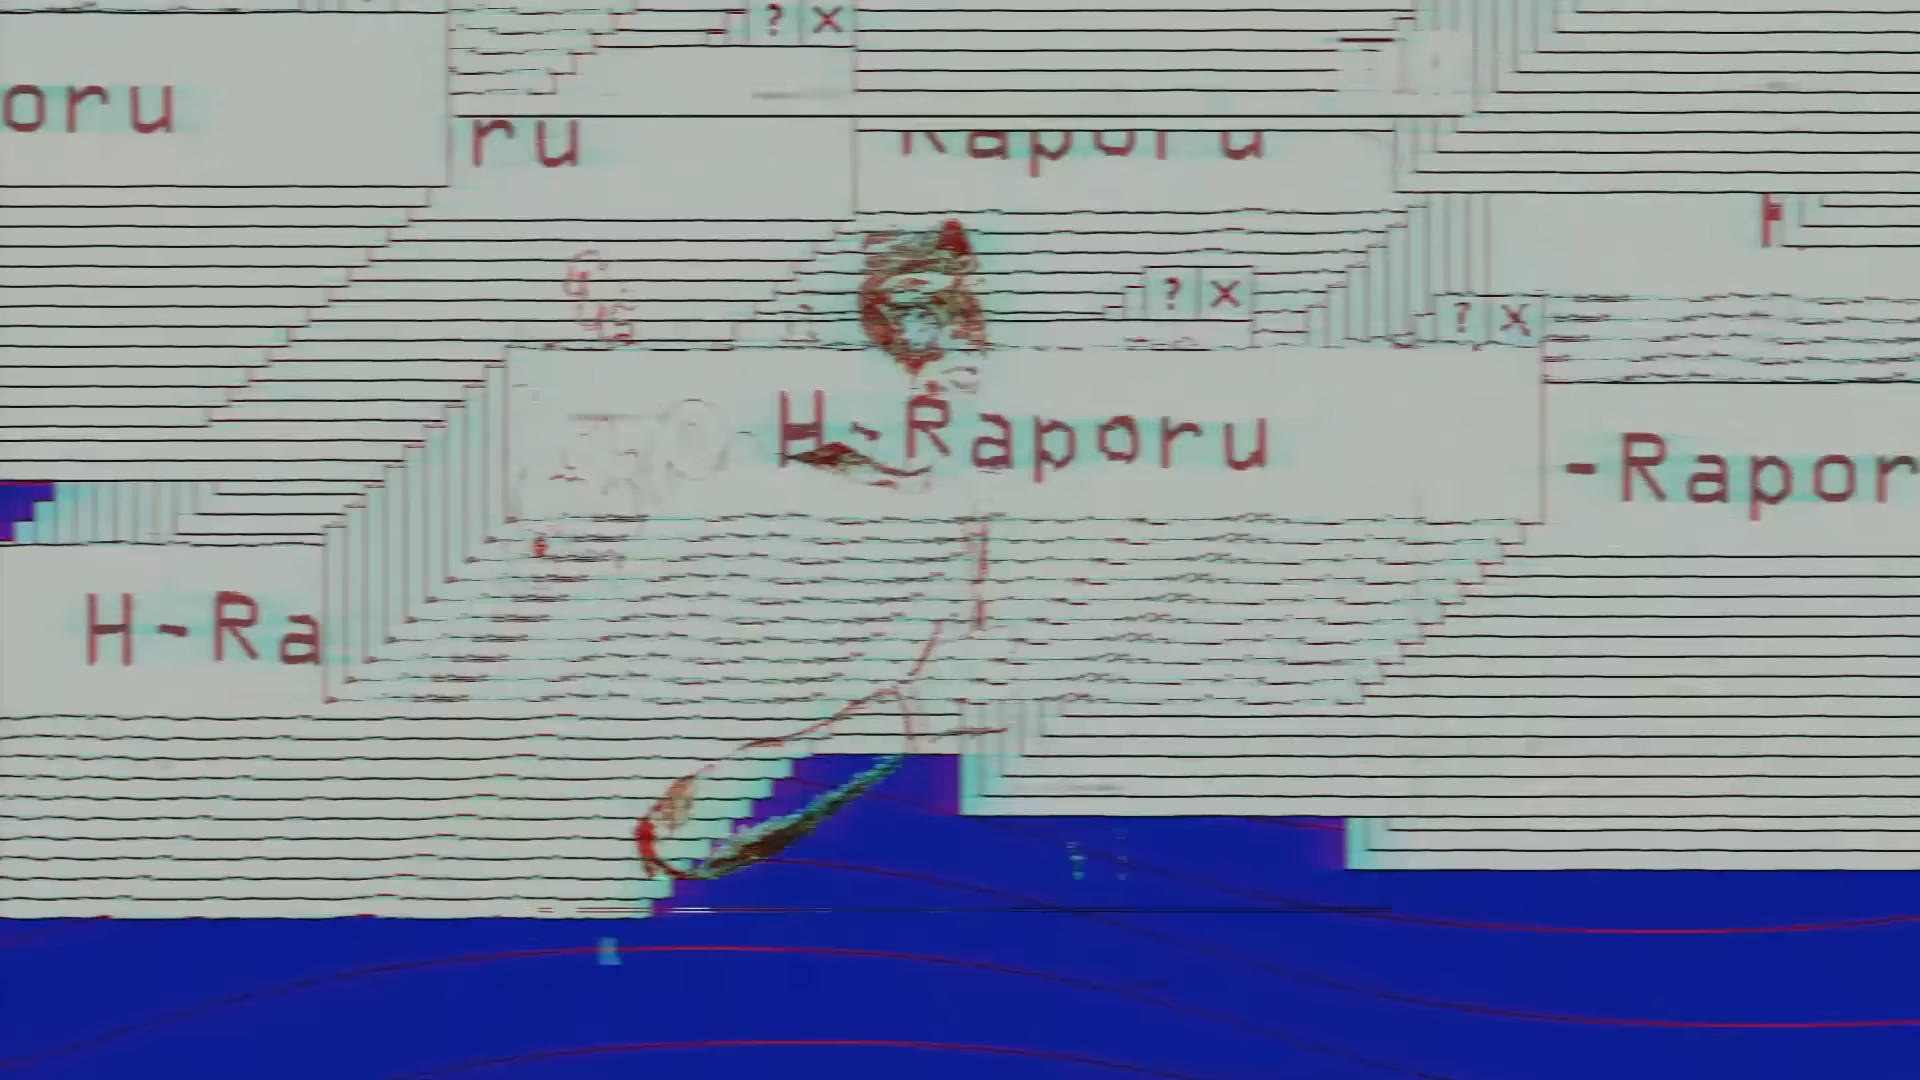 ? X
oru
ru
Raporu
? X
? X
H-Raporu
-Rapor
H-Ra